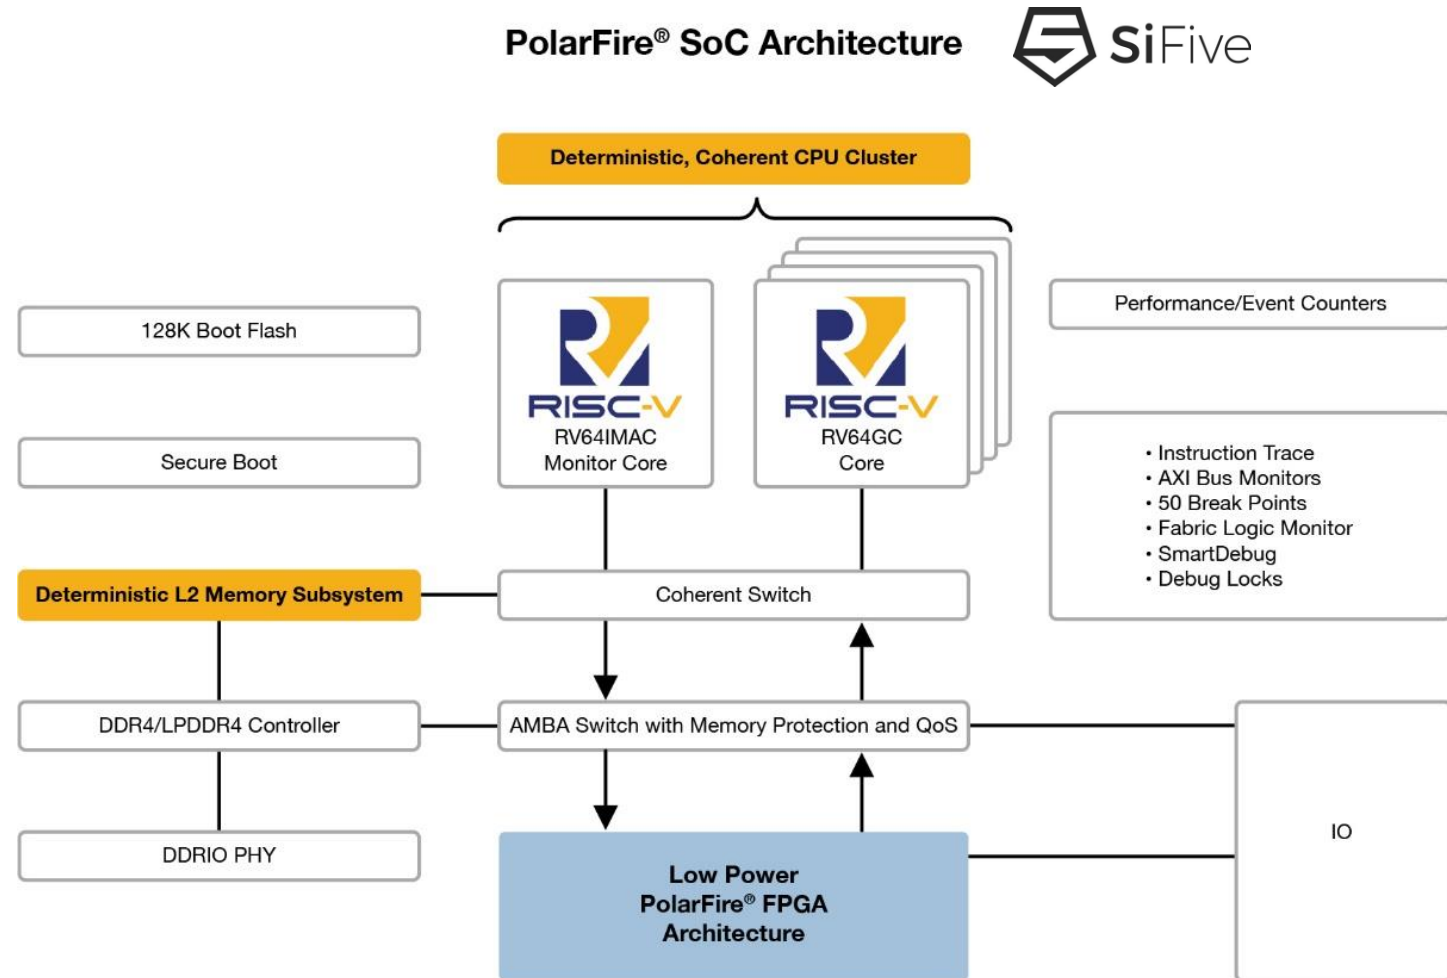 PolarFire® SoC Architecture
SiFive
Deterministic, Coherent CPU Cluster
128K Boot Flash
Secure Boot
RISC-V
RV64IMAC
Monitor Core
RISC-V
RV64GC
Core
Performance/Event Counters
• Instruction Trace
• AXI Bus Monitors
• 50 Break Points
• Fabric Logic Monitor
• SmartDebug
• Debug Locks
Deterministic L2 Memory Subsystem
Coherent Switch
DDR4/LPDDR4 Controller
AMBA Switch with Memory Protection and QoS
DDRIO PHY
Low Power
PolarFire® FPGA
Architecture
IO